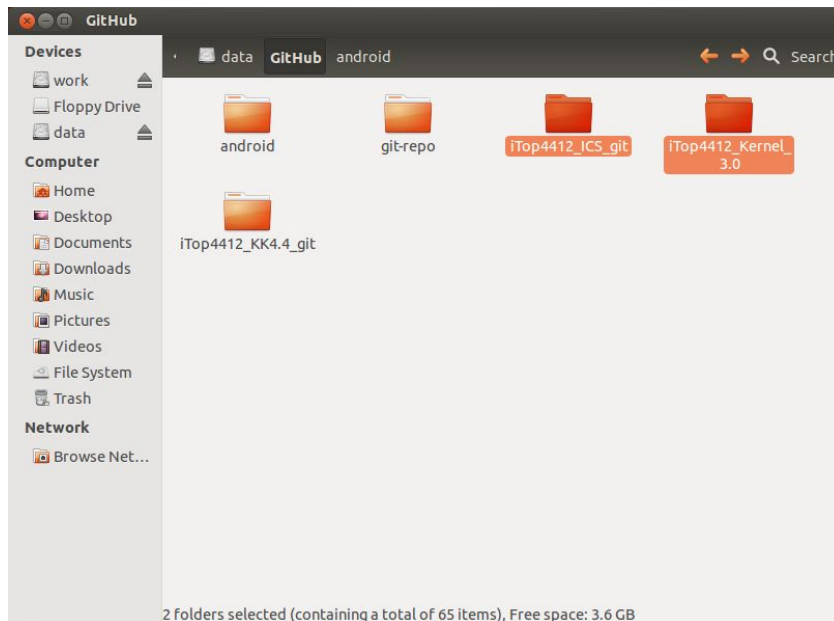 GitHub
Devices
work
Floppy Drive
data
Computer
Home
Desktop
Documents
Downloads
Music
Pictures
Videos
File System
Trash
Network
Browse Net...
data GitHub android
Search
android git-repo iTop4412_ICS_git iTop4412_Kernel_
3.0
iTop4412_KK4.4_git
2 folders selected (containing a total of 65 items), Free space: 3.6 GB